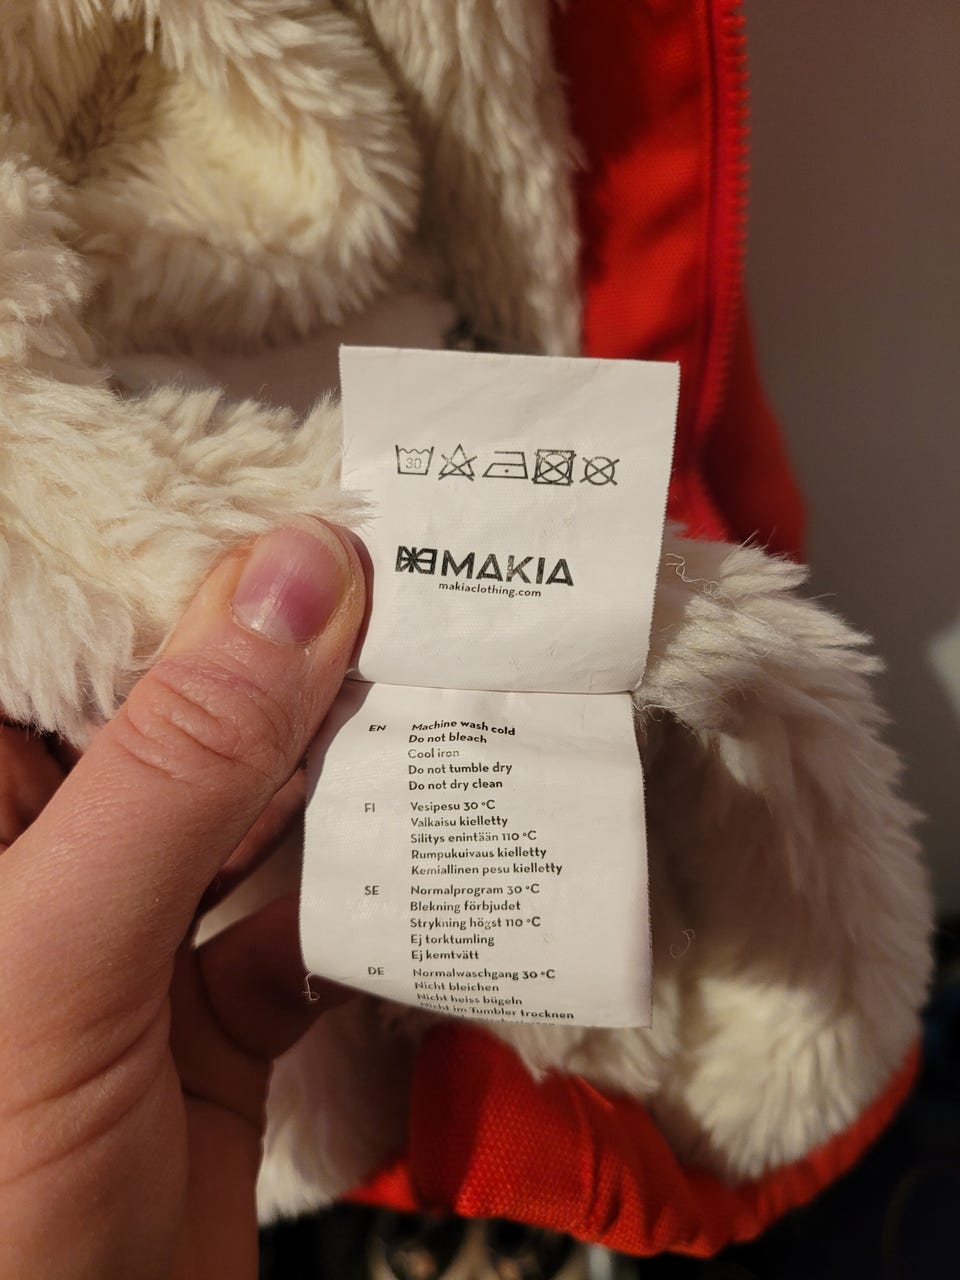 30
MAKIA
makiaclothing.com
EN Machine wash cold
Do not bleach
Cool iron
Do not tumble dry
Do not dry clean
FI Vesipesu 30 °C
Valkaisu kielletty
Silitys enintään 110 °C
Rumpukuivaus kielletty
Kemiallinen pesu kielletty
SE Normalprogram 30 °C
Blekning förbjudet
Strykning högst 110 °C
Ej torktumling
Ej kemtvätt
DE Normalwaschgang 30 °C
Nicht bleichen
Nicht heiss bügeln
Nicht im Tumbler trocknen